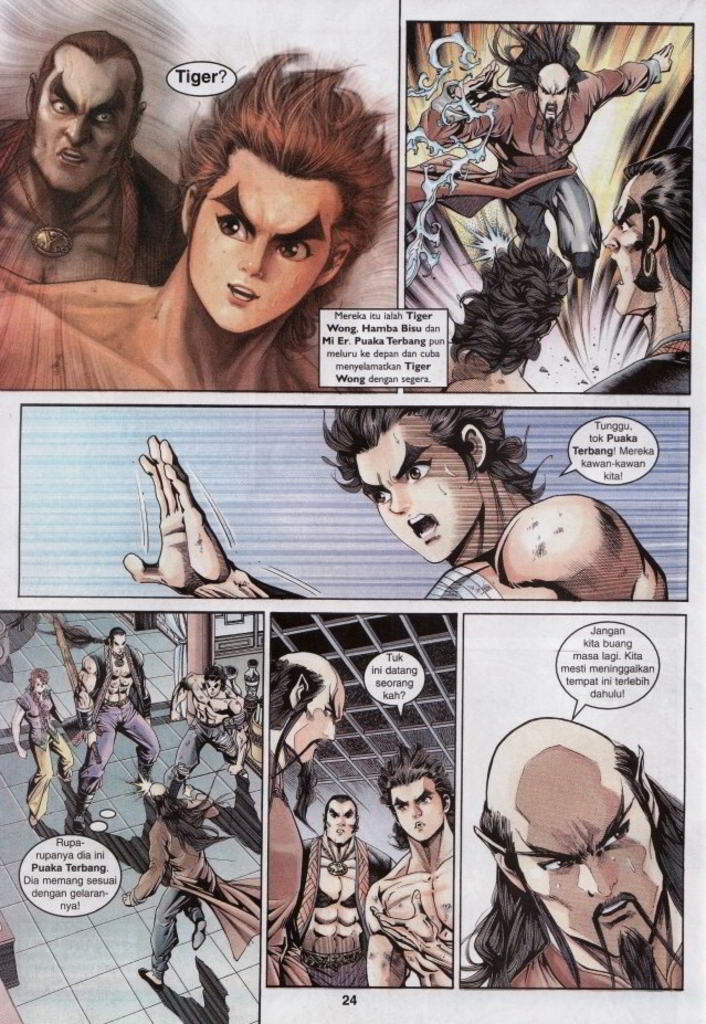 Tiger?
Mereka itu ialah Tiger
Wong, Hamba Bisu dan
Mi Er. Puaka Terbang pun
meluru ke depan dan cuba
menyelamatkan Tiger
Wong dengan segera.
Tunggu,
tok Puaka
Terbang! Mereka
kawan-kawan
kita!
Rupa-
rupanya dia ini
Puaka Terbang.
Dia memang sesuai
dengan gelaran-
nya!
Tuk
ini datang
seorang
kah?
Jangan
kita buang
masa lagi. Kita
mesti meninggalkan
tempat ini terlebih
dahulu!
24